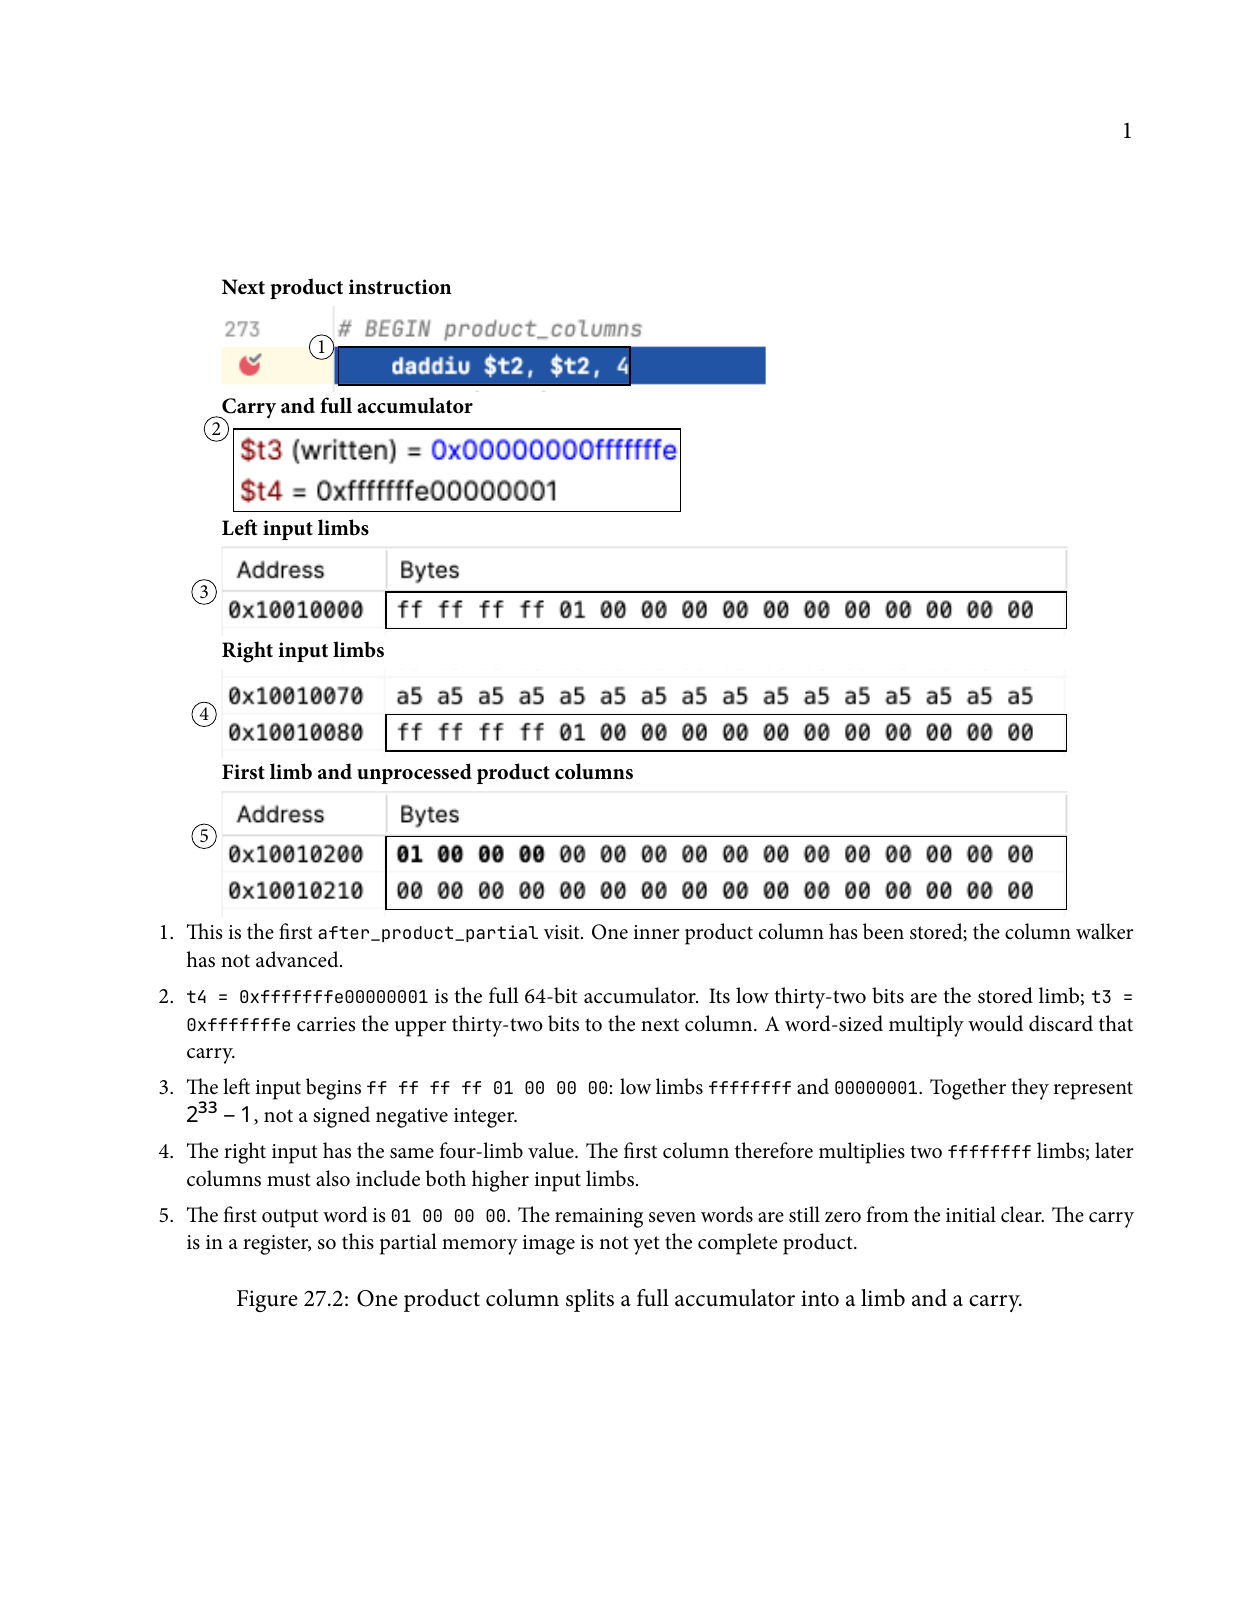 1
Next product instruction
273 # BEGIN product_columns
1 daddiu $t2, $t2, 4
Carry and full accumulator
2
$t3 (written) = 0x00000000fffffffe
$t4 = 0xfffffffe00000001
Left input limbs
Address Bytes
3
0x10010000 ff ff ff ff 01 00 00 00 00 00 00 00 00 00 00 00
Right input limbs
0x10010070 a5 a5 a5 a5 a5 a5 a5 a5 a5 a5 a5 a5 a5 a5 a5 a5
4
0x10010080 ff ff ff ff 01 00 00 00 00 00 00 00 00 00 00 00
First limb and unprocessed product columns
Address Bytes
5
0x10010200 01 00 00 00 00 00 00 00 00 00 00 00 00 00 00 00
0x10010210 00 00 00 00 00 00 00 00 00 00 00 00 00 00 00 00
1. This is the first after_product_partial visit. One inner product column has been stored; the column walker
has not advanced.
2. t4 = 0xfffffffe00000001 is the full 64-bit accumulator. Its low thirty-two bits are the stored limb; t3 =
0xfffffffe carries the upper thirty-two bits to the next column. A word-sized multiply would discard that
carry.
3. The left input begins ff ff ff ff 01 00 00 00: low limbs ffffffff and 00000001. Together they represent
2³³ − 1, not a signed negative integer.
4. The right input has the same four-limb value. The first column therefore multiplies two ffffffff limbs; later
columns must also include both higher input limbs.
5. The first output word is 01 00 00 00. The remaining seven words are still zero from the initial clear. The carry
is in a register, so this partial memory image is not yet the complete product.
Figure 27.2: One product column splits a full accumulator into a limb and a carry.